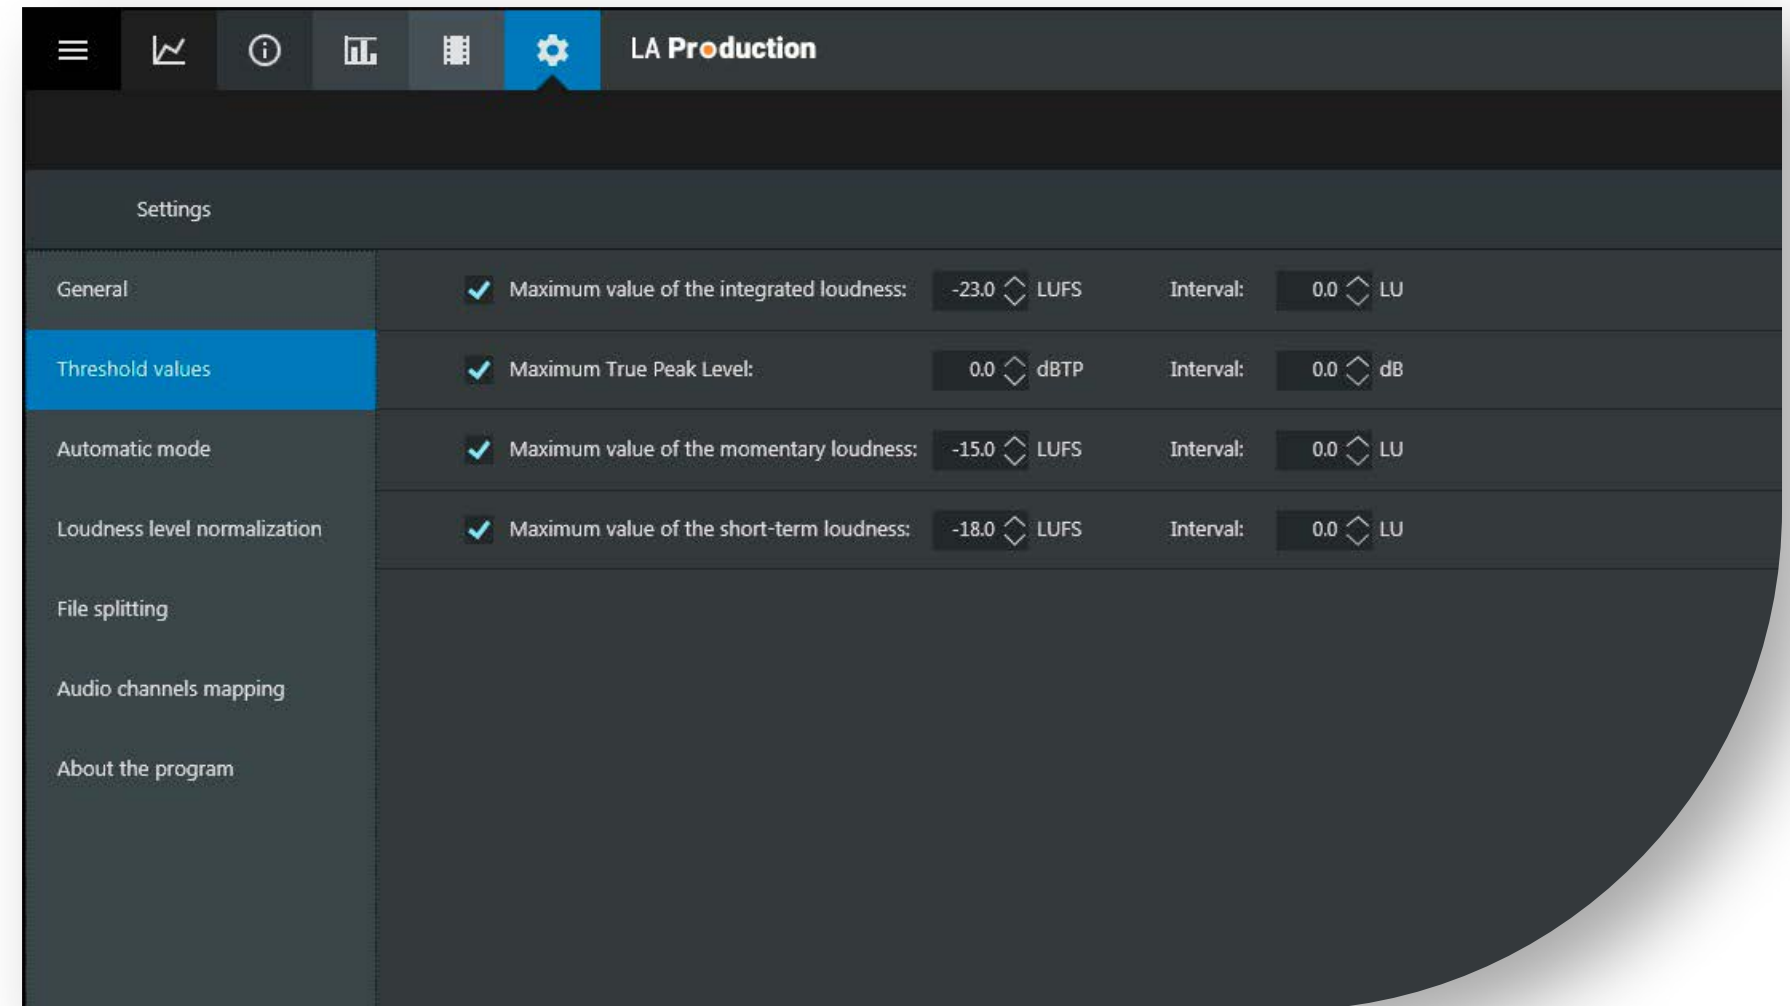 LA Production
Settings
General
Maximum value of the integrated loudness: -23.0 LUFS Interval: 0.0 LU
Threshold values
Maximum True Peak Level: 0.0 dBTP Interval: 0.0 dB
Automatic mode
Maximum value of the momentary loudness: -15.0 LUFS Interval: 0.0 LU
Loudness level normalization
Maximum value of the short-term loudness: -18.0 LUFS Interval: 0.0 LU
File splitting
Audio channels mapping
About the program